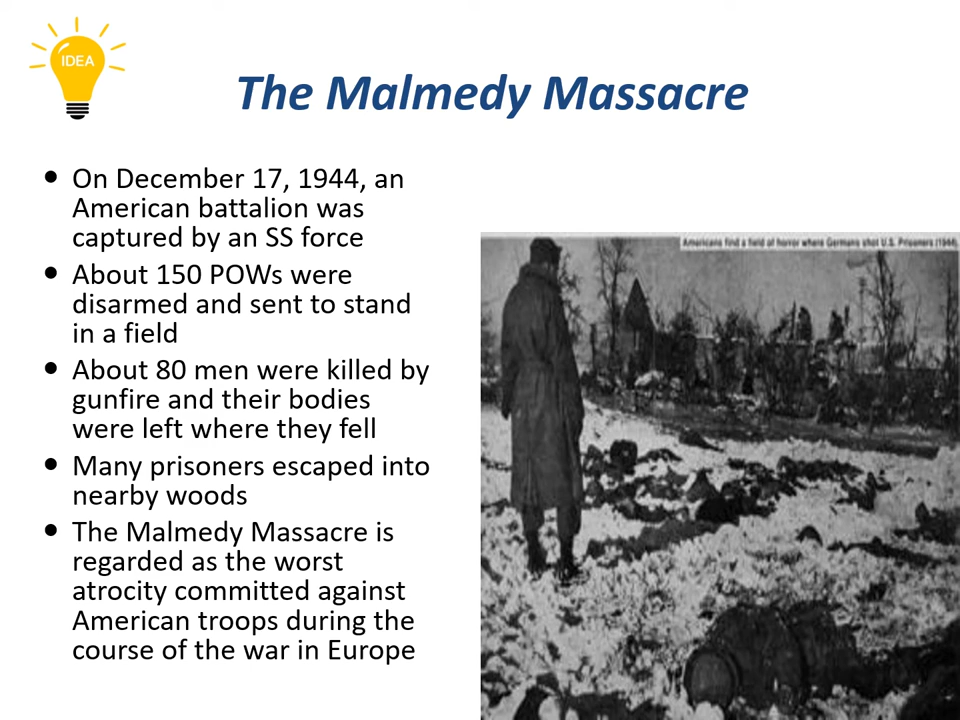 IDEA
The Malmedy Massacre
• On December 17, 1944, an
American battalion was
captured by an SS force
• About 150 POWs were
disarmed and sent to stand
in a field
• About 80 men were killed by
gunfire and their bodies
were left where they fell
• Many prisoners escaped into
nearby woods
• The Malmedy Massacre is
regarded as the worst
atrocity committed against
American troops during the
course of the war in Europe
Americans find a field of horror where Germans shot U.S. Prisoners (1944)